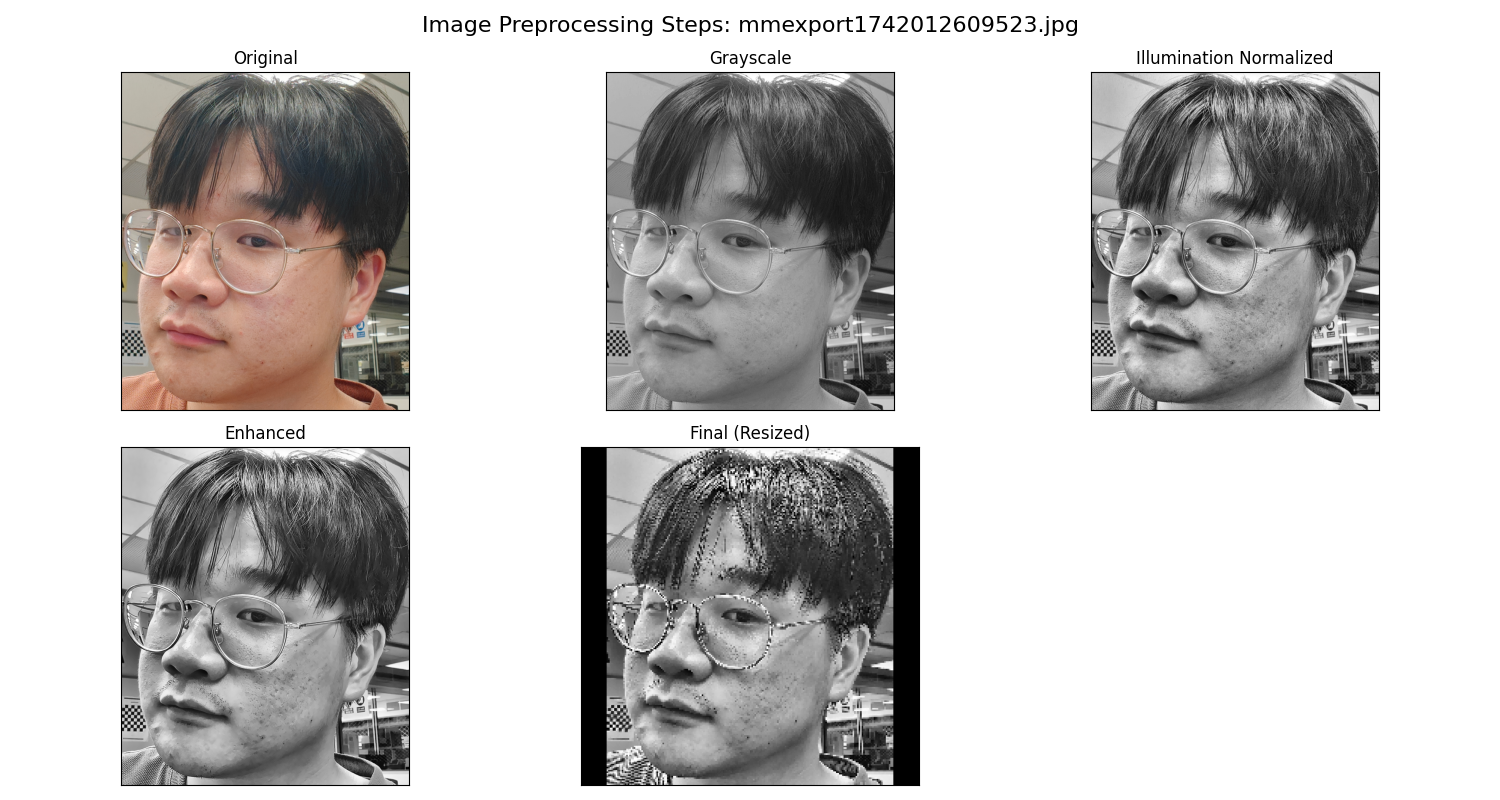 Image Preprocessing Steps: mmexport1742012609523.jpg
Original
Grayscale
Illumination Normalized
Enhanced
Final (Resized)